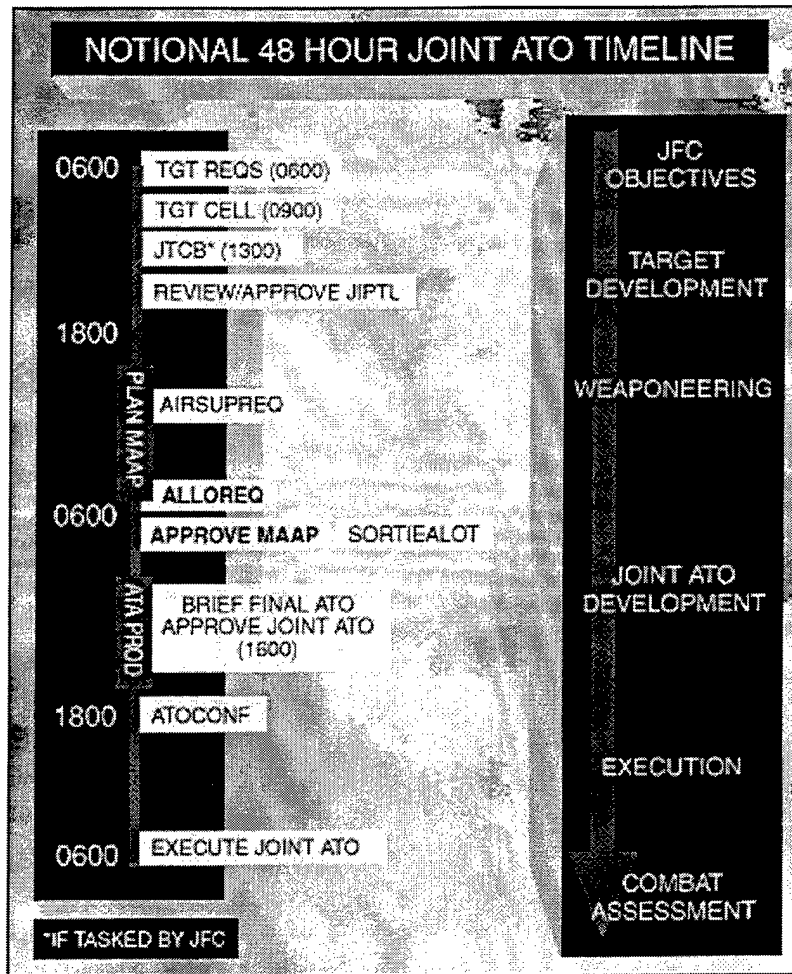 NOTIONAL 48 HOUR JOINT ATO TIMELINE
0600
TGT REQS (0600)
TGT CELL (0900)
JTCB* (1300)
REVIEW/APPROVE JIPTL
1800
PLAN MAAP
AIRSUPREQ
ALLOREQ
0600
APPROVE MAAP SORTIEALOT
ATA PROD
BRIEF FINAL ATO
APPROVE JOINT ATO
(1600)
1800
ATOCONF
0600
EXECUTE JOINT ATO
*IF TASKED BY JFC
JFC
OBJECTIVES
TARGET
DEVELOPMENT
WEAPONEERING
JOINT ATO
DEVELOPMENT
EXECUTION
COMBAT
ASSESSMENT